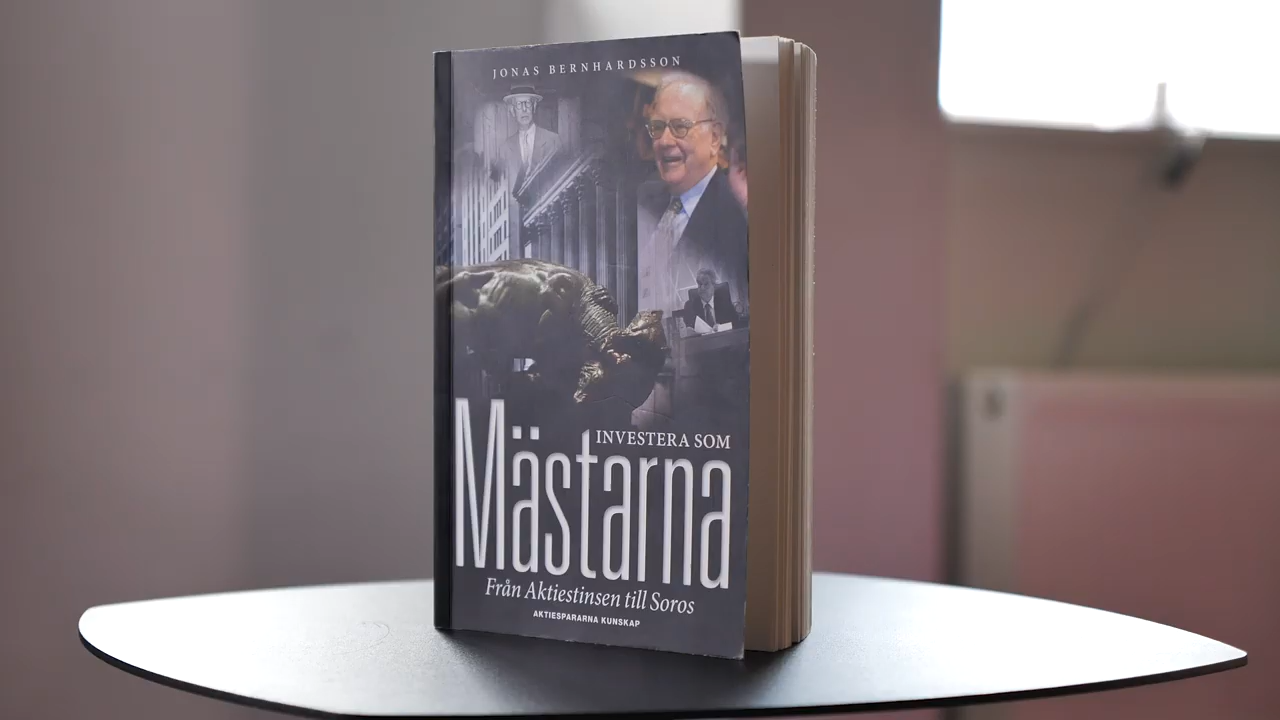 JONAS BERNHARDSSON
INVESTERA SOM
Mästarna
Från Aktiestinsen till Soros
AKTIESPARARNA KUNSKAP